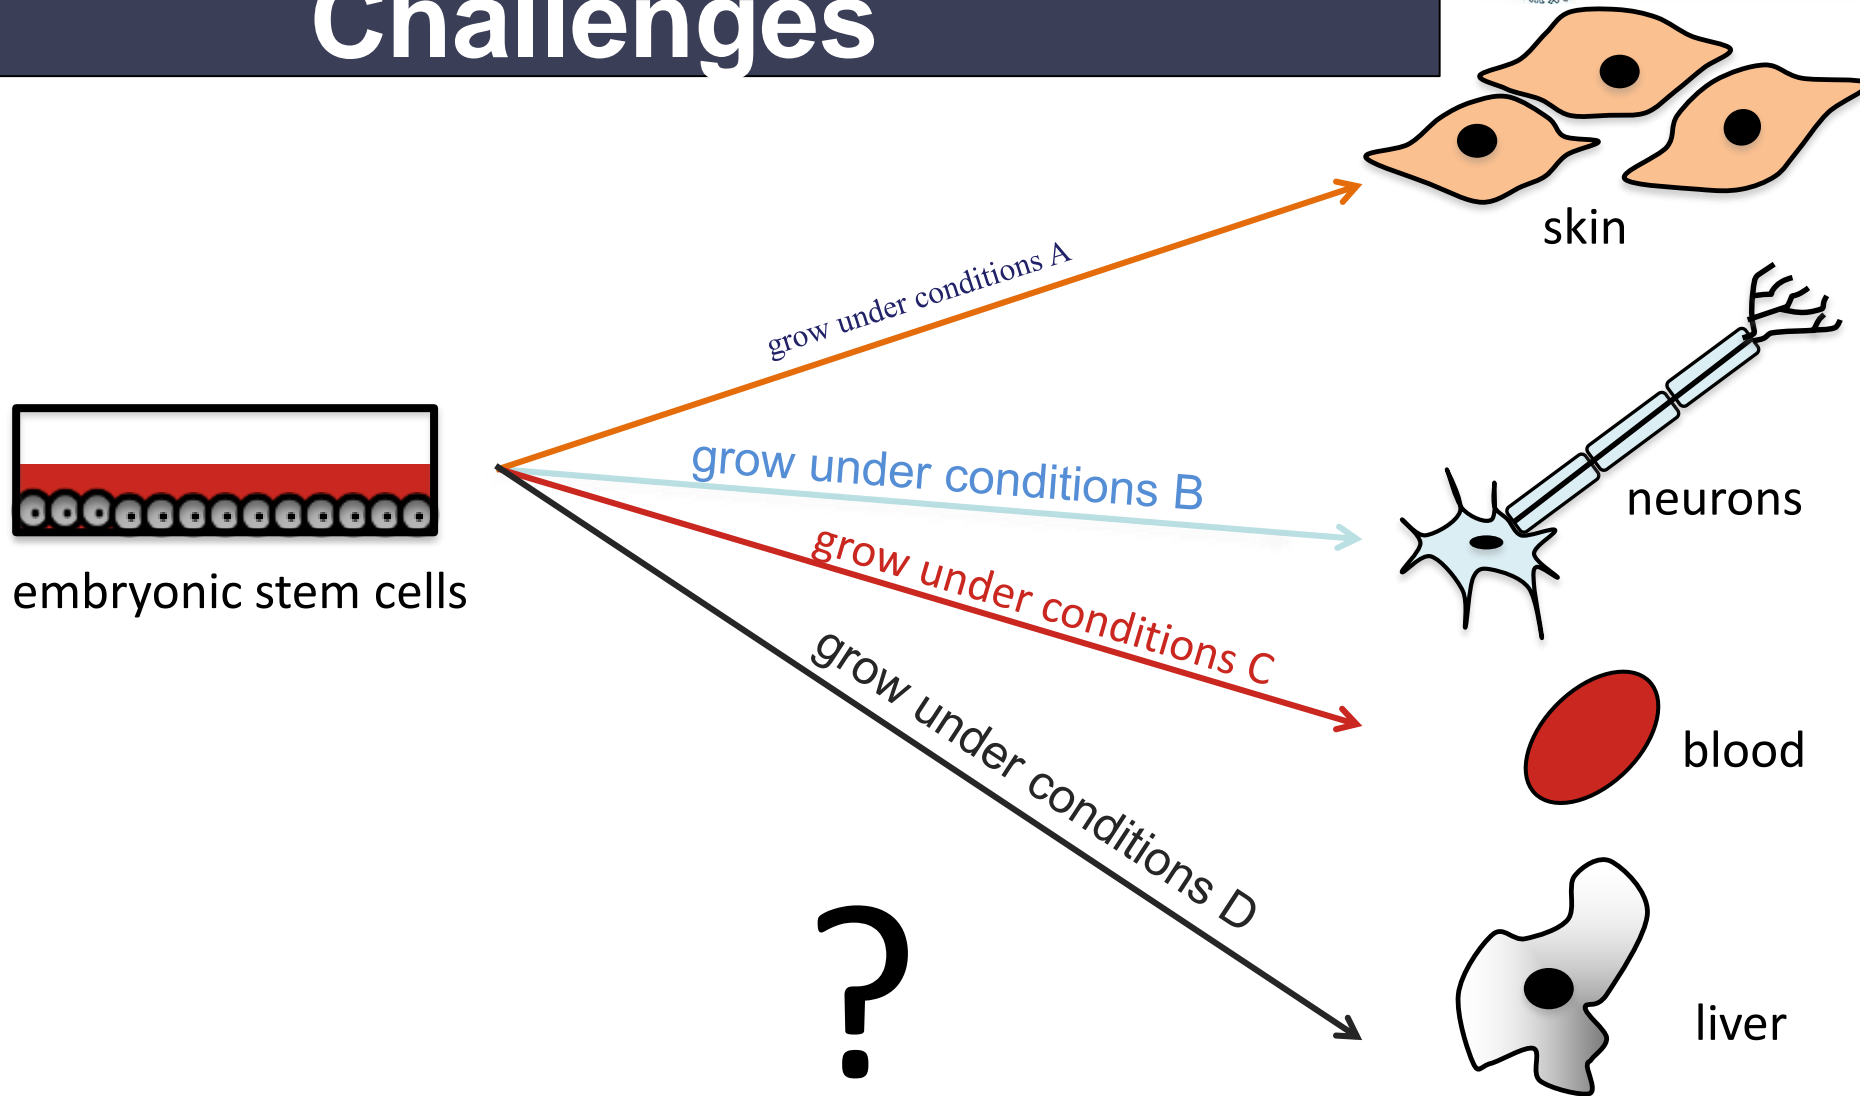 Challenges
skin
grow under conditions A
grow under conditions B
neurons
grow under conditions C
embryonic stem cells
grow under conditions D
blood
?
liver